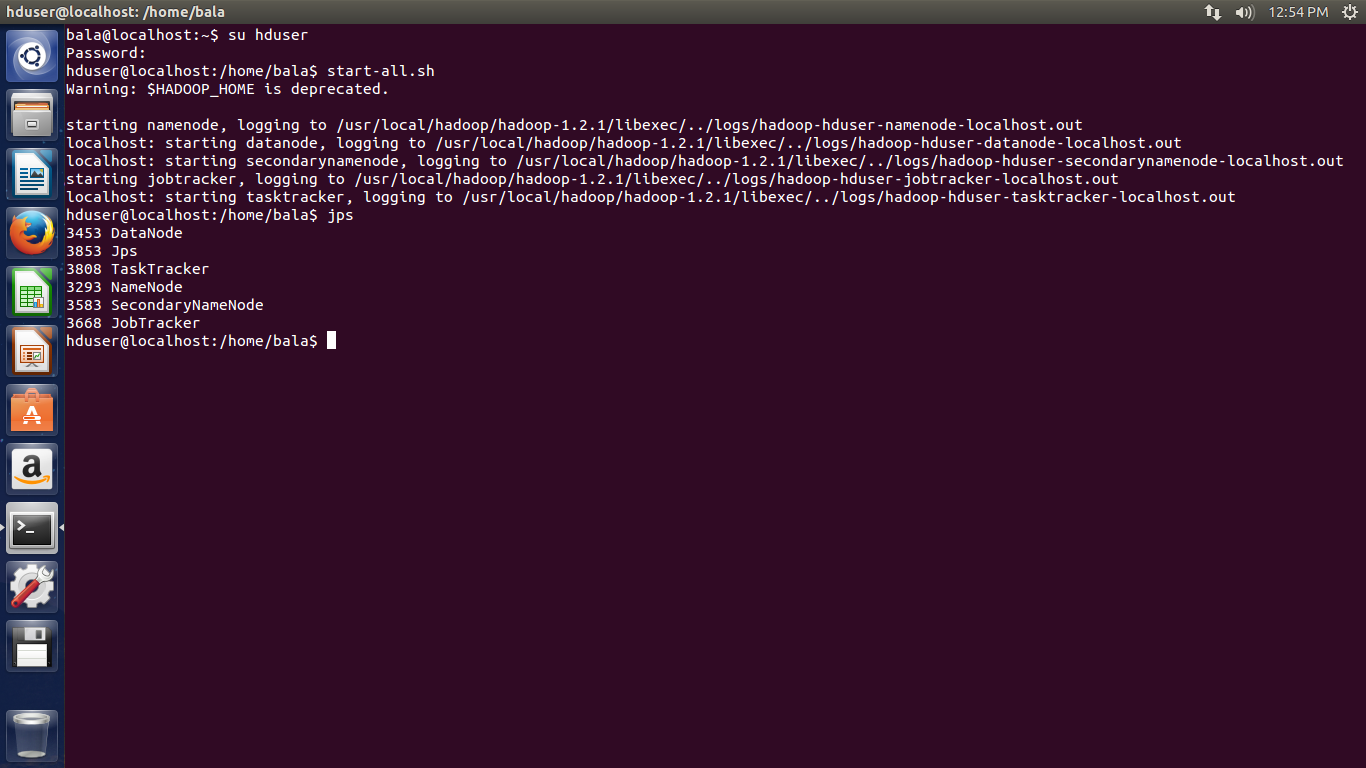 hduser@localhost: /home/bala
12:54 PM
bala@localhost:~$ su hduser
Password:
hduser@localhost:/home/bala$ start-all.sh
Warning: $HADOOP_HOME is deprecated.
starting namenode, logging to /usr/local/hadoop/hadoop-1.2.1/libexec/../logs/hadoop-hduser-namenode-localhost.out
localhost: starting datanode, logging to /usr/local/hadoop/hadoop-1.2.1/libexec/../logs/hadoop-hduser-datanode-localhost.out
localhost: starting secondarynamenode, logging to /usr/local/hadoop/hadoop-1.2.1/libexec/../logs/hadoop-hduser-secondarynamenode-localhost.out
starting jobtracker, logging to /usr/local/hadoop/hadoop-1.2.1/libexec/../logs/hadoop-hduser-jobtracker-localhost.out
localhost: starting tasktracker, logging to /usr/local/hadoop/hadoop-1.2.1/libexec/../logs/hadoop-hduser-tasktracker-localhost.out
hduser@localhost:/home/bala$ jps
3453 DataNode
3853 Jps
3808 TaskTracker
3293 NameNode
3583 SecondaryNameNode
3668 JobTracker
hduser@localhost:/home/bala$